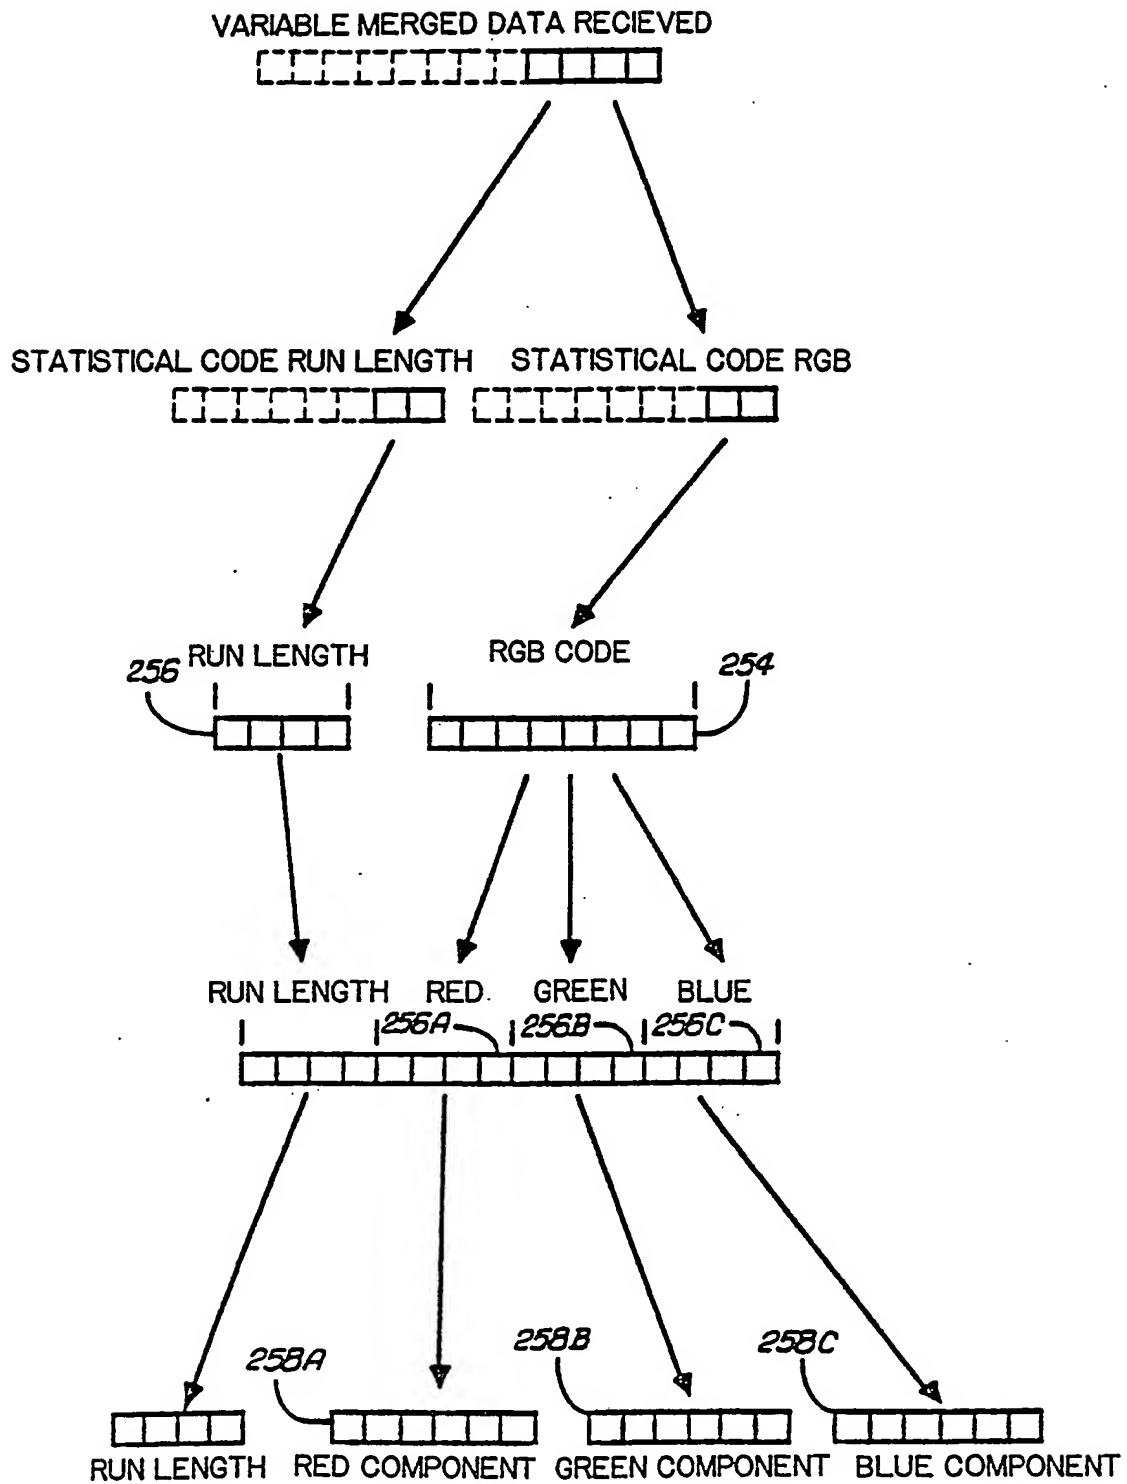 VARIABLE MERGED DATA RECIEVED
STATISTICAL CODE RUN LENGTH STATISTICAL CODE RGB
RUN LENGTH RGB CODE
256 254
RUN LENGTH RED GREEN BLUE
256A 256B 256C
258A 258B 258C
RUN LENGTH RED COMPONENT GREEN COMPONENT BLUE COMPONENT